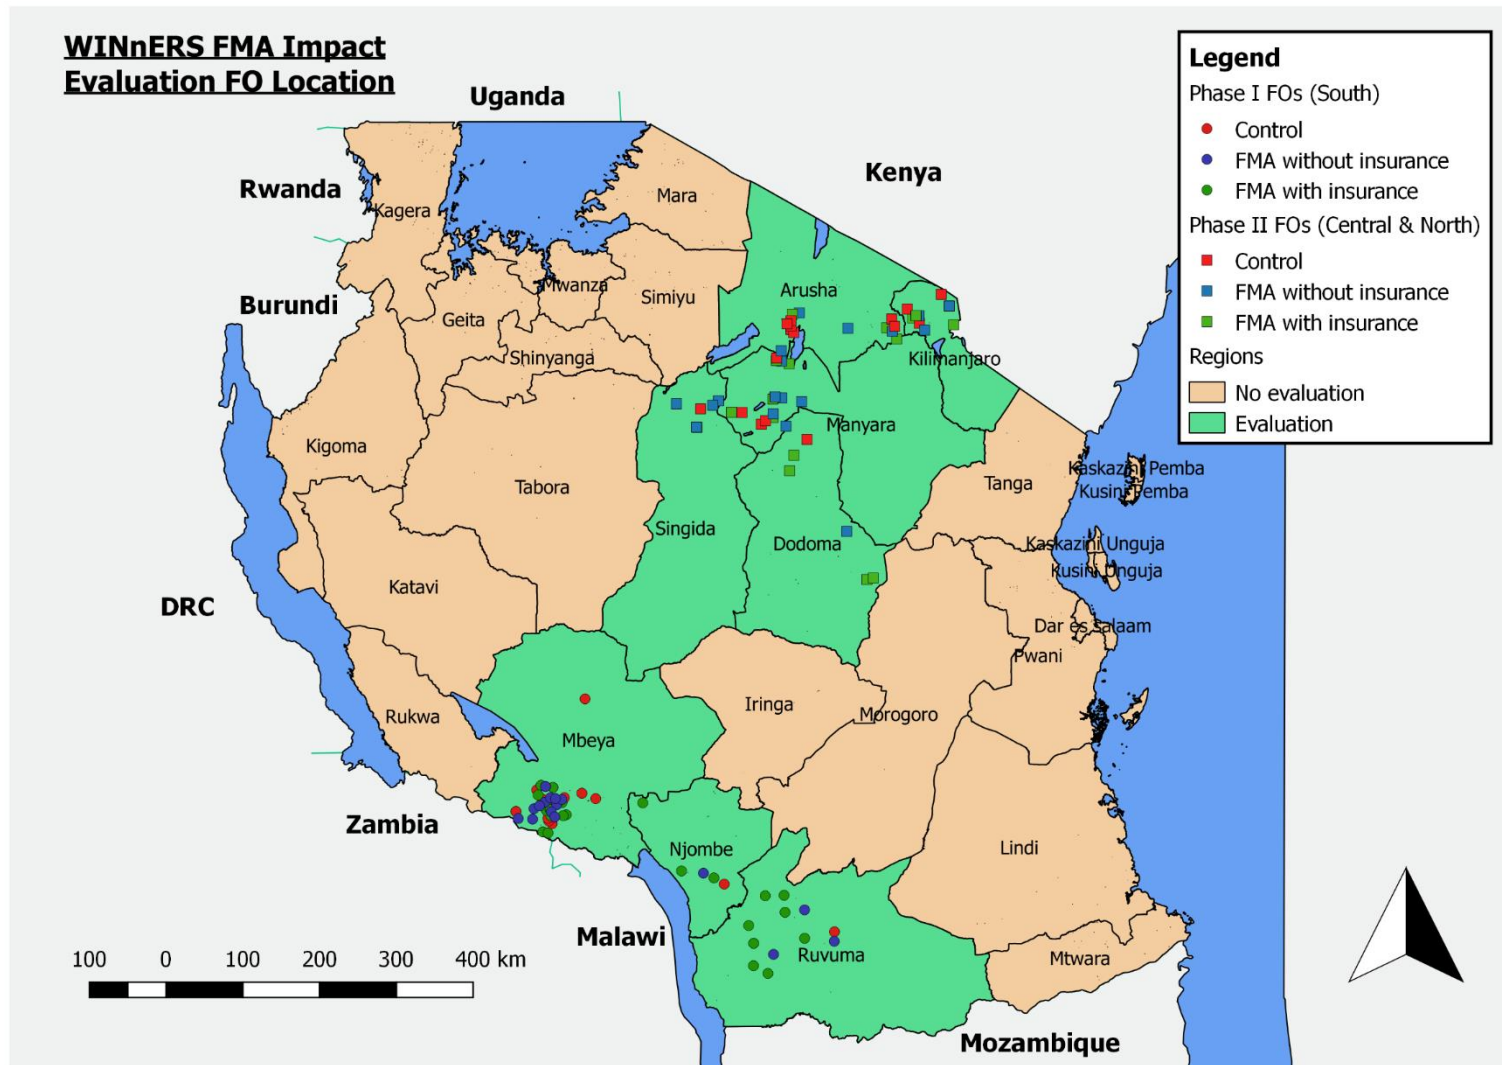 WINnERS FMA Impact
Evaluation FO Location
Uganda
Kenya
Rwanda
Burundi
DRC
Zambia
Malawi
Mozambique
Legend
Phase I FOs (South)
Control
FMA without insurance
FMA with insurance
Phase II FOs (Central & North)
Control
FMA without insurance
FMA with insurance
Regions
No evaluation
Evaluation
Mara
Kagera
Mwanza
Simiyu
Geita
Shinyanga
Arusha
Kilimanjaro
Manyara
Kigoma
Tabora
Singida
Dodoma
Tanga
Kaskazini Pemba
Kusini Pemba
Kaskazini Unguja
Kusini Unguja
Dar es Salaam
Pwani
Katavi
Rukwa
Mbeya
Iringa
Morogoro
Njombe
Lindi
Ruvuma
Mtwara
100 0 100 200 300 400 km